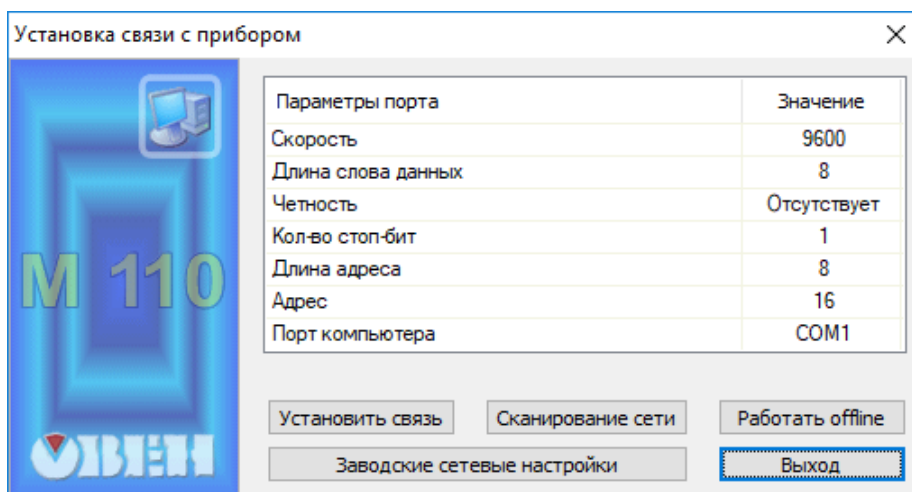 Установка связи с прибором
Параметры порта Значение
Скорость 9600
Длина слова данных 8
Четность Отсутствует
Кол-во стоп-бит 1
Длина адреса 8
Адрес 16
Порт компьютера COM1
М 110
ОВЕН
Установить связь Сканирование сети Работать offline
Заводские сетевые настройки Выход